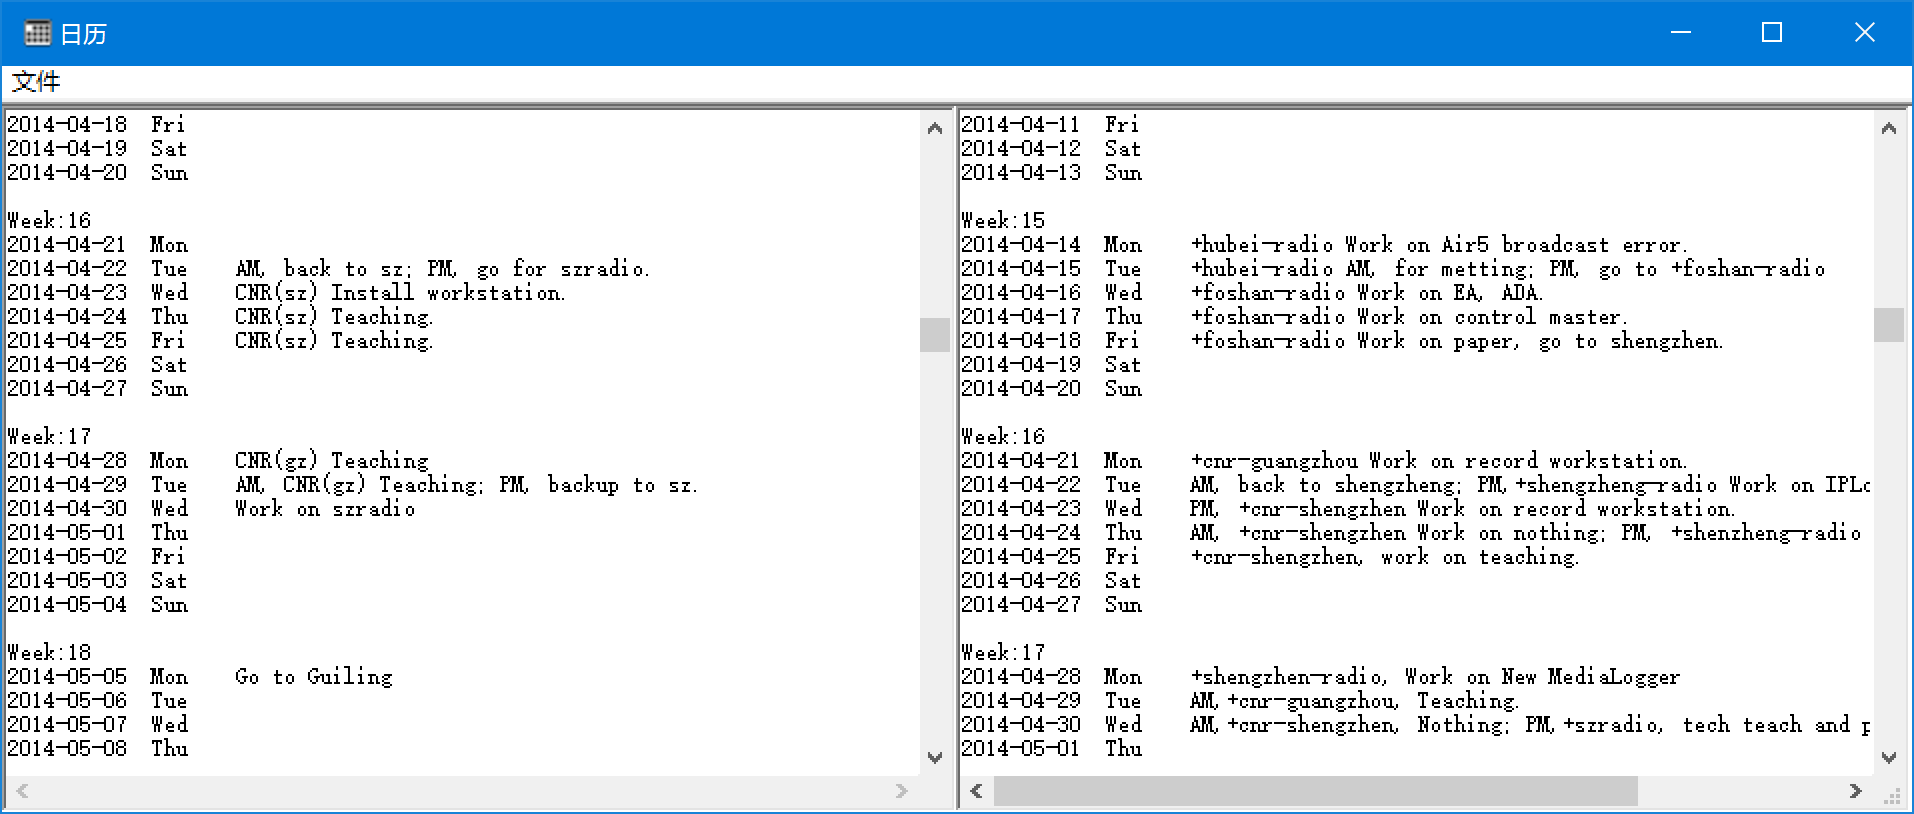 日历
文件
2014-04-18  Fri
2014-04-19  Sat
2014-04-20  Sun
Week:16
2014-04-21  Mon
2014-04-22  Tue    AM, back to sz; PM, go for szradio.
2014-04-23  Wed    CNR(sz) Install workstation.
2014-04-24  Thu    CNR(sz) Teaching.
2014-04-25  Fri    CNR(sz) Teaching.
2014-04-26  Sat
2014-04-27  Sun
Week:17
2014-04-28  Mon    CNR(gz) Teaching
2014-04-29  Tue    AM, CNR(gz) Teaching; PM, backup to sz.
2014-04-30  Wed    Work on szradio
2014-05-01  Thu
2014-05-02  Fri
2014-05-03  Sat
2014-05-04  Sun
Week:18
2014-05-05  Mon    Go to Guiling
2014-05-06  Tue
2014-05-07  Wed
2014-05-08  Thu
2014-04-11  Fri
2014-04-12  Sat
2014-04-13  Sun
Week:15
2014-04-14  Mon    +hubei-radio Work on Air5 broadcast error.
2014-04-15  Tue    +hubei-radio AM, for metting; PM, go to +foshan-radio
2014-04-16  Wed    +foshan-radio Work on EA, ADA.
2014-04-17  Thu    +foshan-radio Work on control master.
2014-04-18  Fri    +foshan-radio Work on paper, go to shengzhen.
2014-04-19  Sat
2014-04-20  Sun
Week:16
2014-04-21  Mon    +cnr-guangzhou Work on record workstation.
2014-04-22  Tue    AM, back to shengzheng; PM,+shengzheng-radio Work on
2014-04-23  Wed    PM, +cnr-shengzhen Work on record workstation.
2014-04-24  Thu    AM, +cnr-shengzhen Work on nothing; PM, +shenzheng-radio
2014-04-25  Fri    +cnr-shengzhen, work on teaching.
2014-04-26  Sat
2014-04-27  Sun
Week:17
2014-04-28  Mon    +shengzhen-radio, Work on New MediaLogger
2014-04-29  Tue    AM,+cnr-guangzhou, Teaching.
2014-04-30  Wed    AM,+cnr-shengzhen, Nothing; PM,+szradio, tech teach and
2014-05-01  Thu